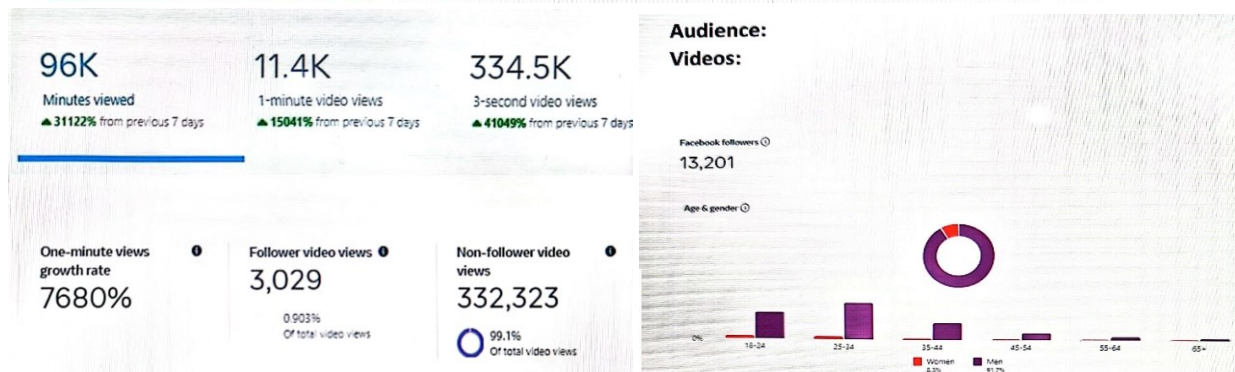 96K
Minutes viewed
31122% from previous 7 days
11.4K
1-minute video views
15041% from previous 7 days
334.5K
3-second video views
41049% from previous 7 days
One-minute views
growth rate
7680%
Follower video views
3,029
0.903%
Of total video views
Non-follower video
views
332,323
99.1%
Of total video views
Audience:
Videos:
Facebook followers
13,201
Age & gender
0%
18-24
25-34
35-44
45-54
55-64
65+
Women
8.3%
Men
91.7%